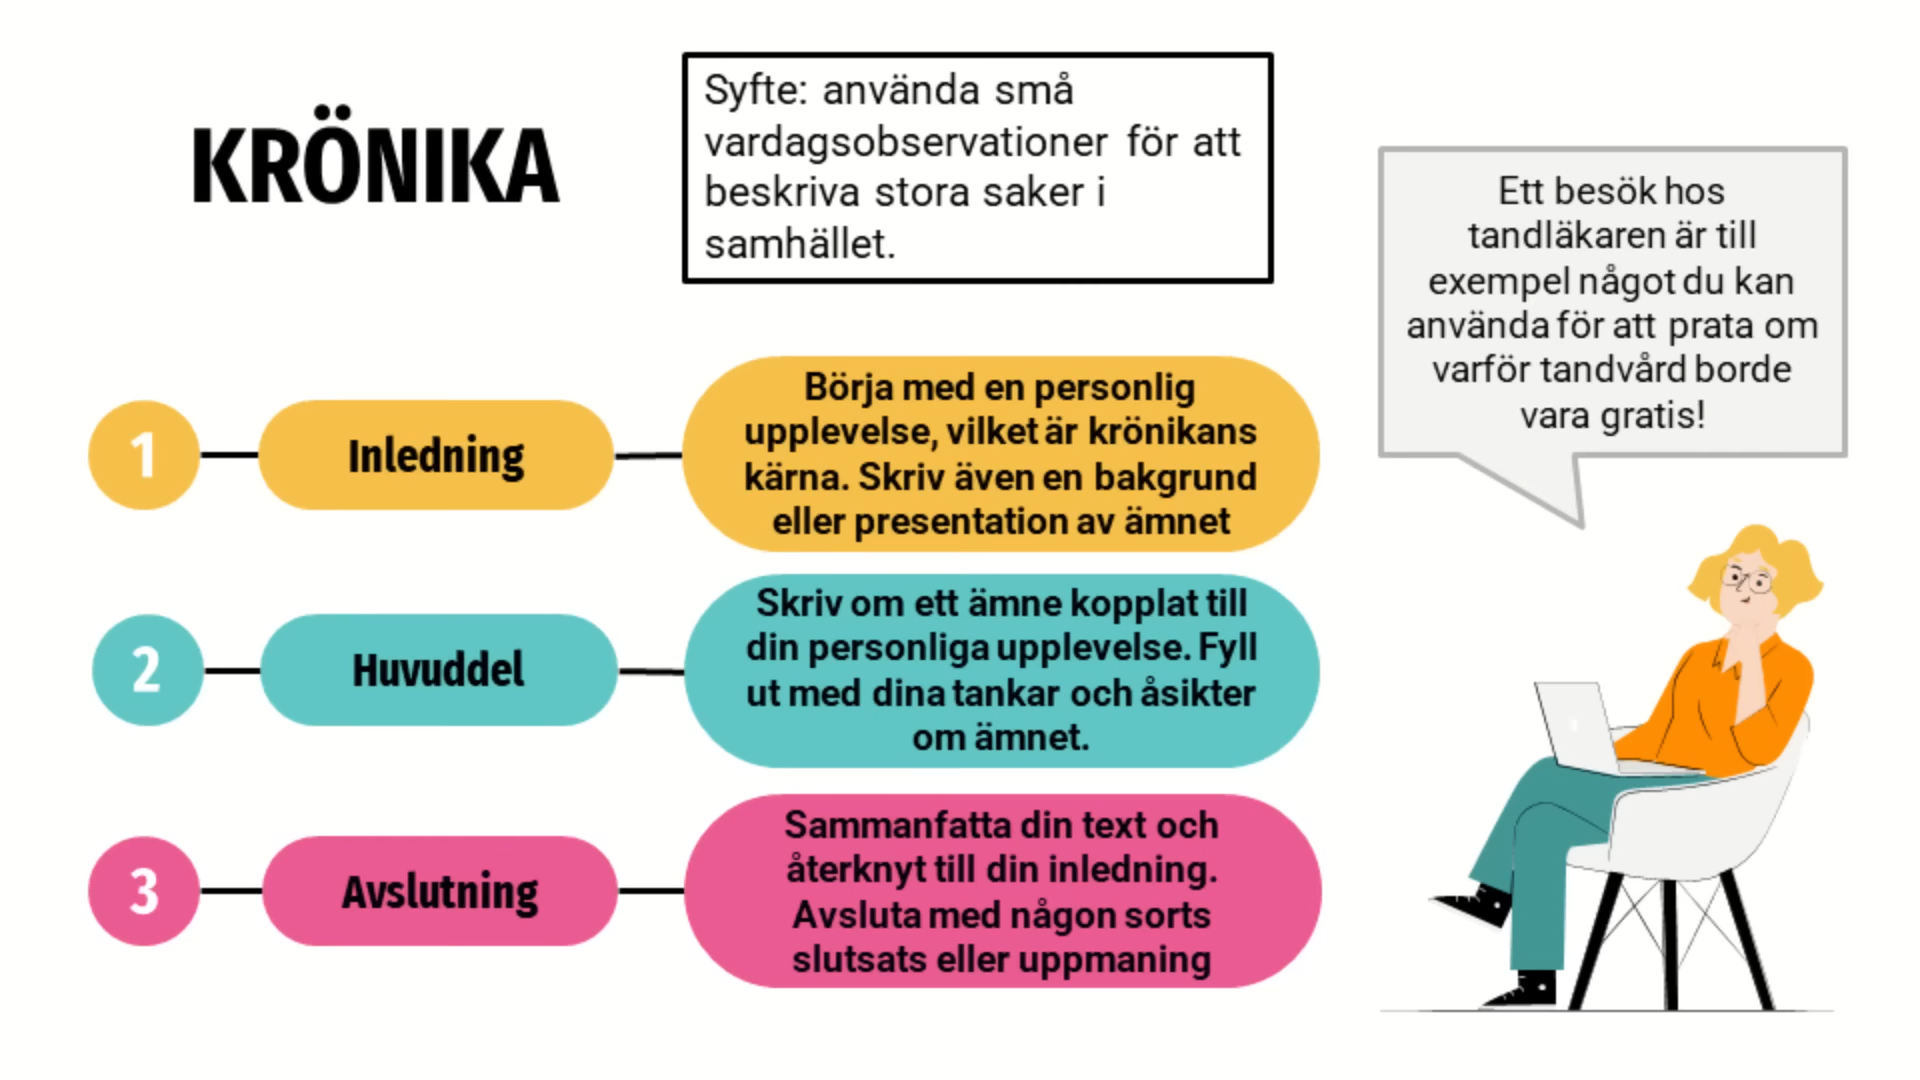 KRÖNIKA
Syfte: använda små
vardagsobservationer för att
beskriva stora saker i
samhället.
Ett besök hos
tandläkaren är till
exempel något du kan
använda för att prata om
varför tandvård borde
vara gratis!
1
Inledning
Börja med en personlig
upplevelse, vilket är krönikans
kärna. Skriv även en bakgrund
eller presentation av ämnet
2
Huvuddel
Skriv om ett ämne kopplat till
din personliga upplevelse. Fyll
ut med dina tankar och åsikter
om ämnet.
3
Avslutning
Sammanfatta din text och
återknyt till din inledning.
Avsluta med någon sorts
slutsats eller uppmaning